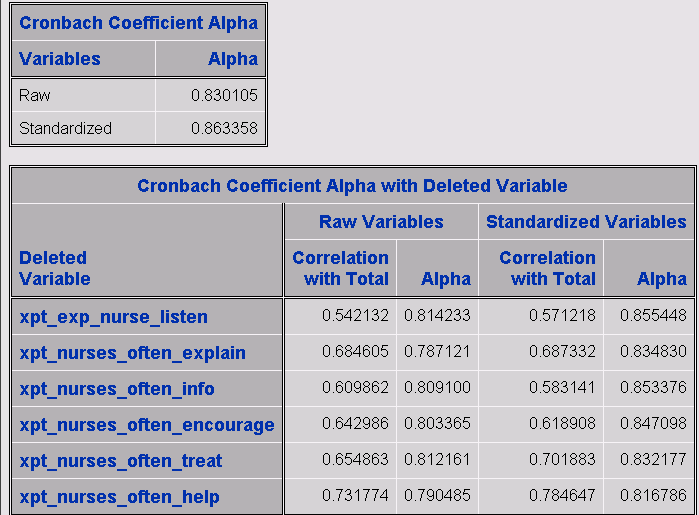 Cronbach Coefficient Alpha
Variables Alpha
Raw 0.830105
Standardized 0.863358
Cronbach Coefficient Alpha with Deleted Variable
Deleted Variable Raw Variables Standardized Variables
Correlation with Total Alpha Correlation with Total Alpha
xpt_exp_nurse_listen 0.542132 0.814233 0.571218 0.855448
xpt_nurses_often_explain 0.684605 0.787121 0.687332 0.834830
xpt_nurses_often_info 0.609862 0.809100 0.583141 0.853376
xpt_nurses_often_encourage 0.642986 0.803365 0.618908 0.847098
xpt_nurses_often_treat 0.654863 0.812161 0.701883 0.832177
xpt_nurses_often_help 0.731774 0.790485 0.784647 0.816786